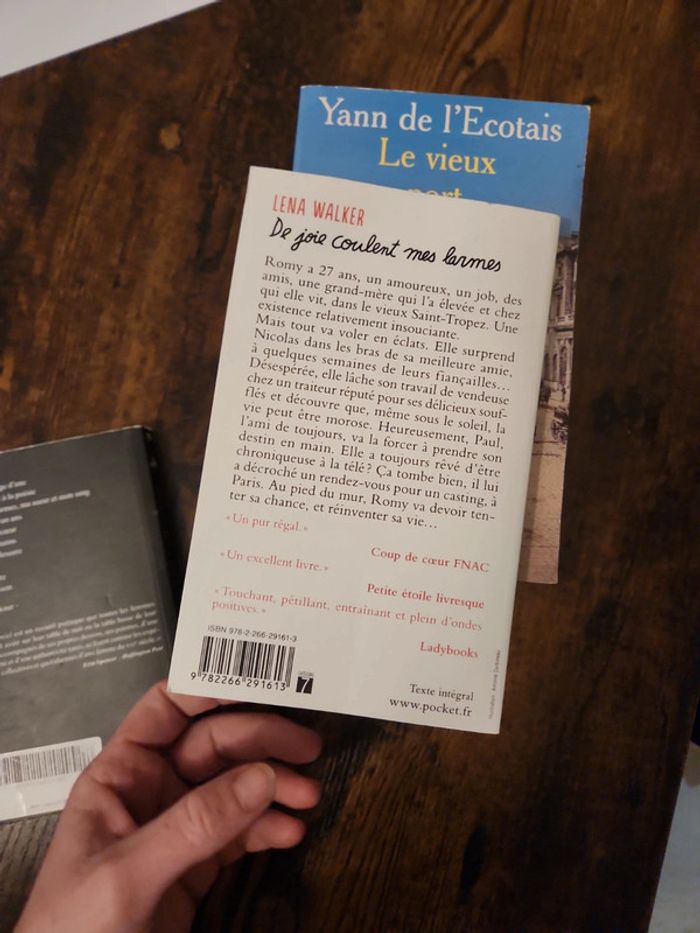 Yann de l'Ecotais
Le vieux
port
LENA WALKER
De joie coulent mes larmes
Romy a 27 ans, un amoureux, un job, des
amis, une grand-mère qui l'a élevée et chez
qui elle vit, dans le vieux Saint-Tropez. Une
existence relativement insouciante.
Mais tout va voler en éclats. Elle surprend
Nicolas dans les bras de sa meilleure amie,
à quelques semaines de leurs fiançailles...
Désespérée, elle lâche son travail de vendeuse
chez un traiteur réputé pour ses délicieux souf-
flés et découvre que, même sous le soleil, la
vie peut être morose. Heureusement, Paul,
l'ami de toujours, va la forcer à prendre son
destin en main. Elle a toujours rêvé d'être
chroniqueuse à la télé ? Ça tombe bien, il lui
a décroché un rendez-vous pour un casting, à
Paris. Au pied du mur, Romy va devoir ten-
ter sa chance, et réinventer sa vie...
« Un pur régal. »
Coup de cœur FNAC
« Un excellent livre. »
Petite étoile livresque
« Touchant, pétillant, entraînant et plein d'ondes
positives. »
Ladybooks
ISBN 978-2-266-29161-3
9 782266 291613
7
Texte intégral
www.pocket.fr